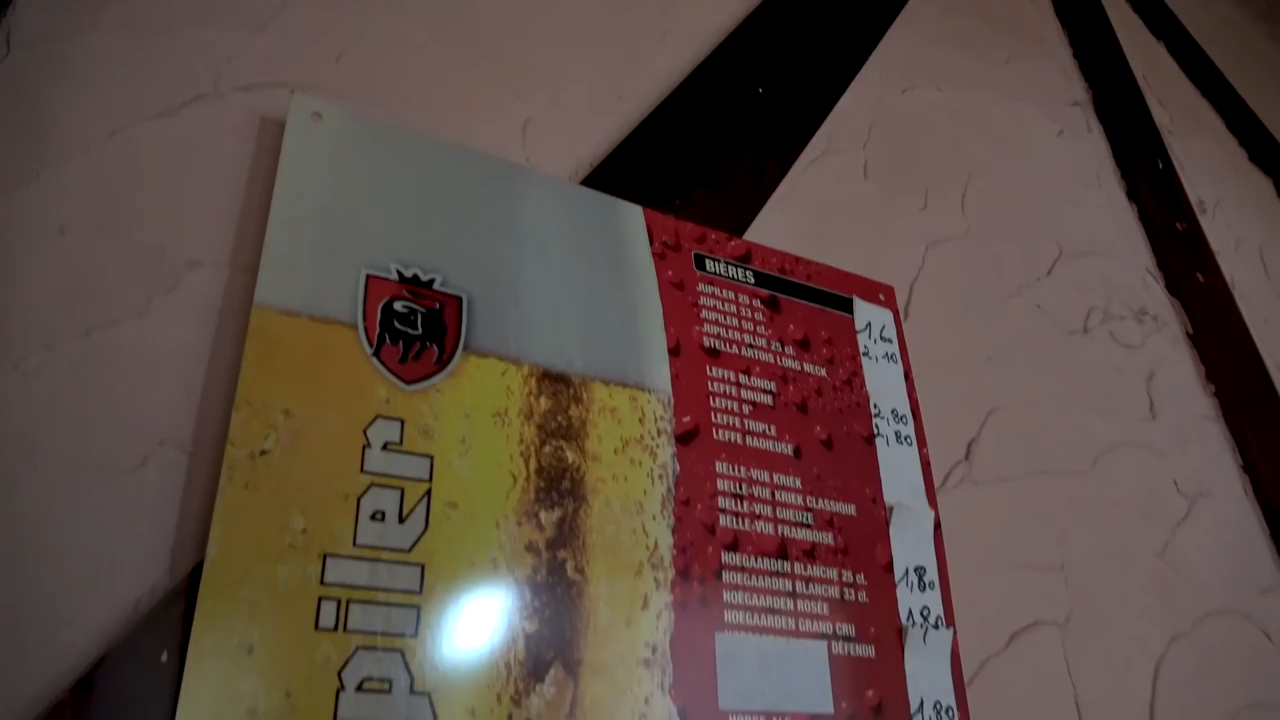 BIÈRES
JUPILER 25 cl. 1,60
JUPILER 33 cl. 2,10
JUPILER 50 cl.
JUPILER BLUE 25 cl.
STELLA ARTOIS LONG NECK
LEFFE BLONDE 2,80
LEFFE BRUNE 2,80
LEFFE 9°
LEFFE TRIPLE
LEFFE RADIEUSE
BELLE-VUE KRIEK
BELLE-VUE KRIEK CLASSIQUE
BELLE-VUE GUEUZE
BELLE-VUE FRAMBOISE
HOEGAARDEN BLANCHE 25 cl. 1,80
HOEGAARDEN BLANCHE 33 cl.
HOEGAARDEN ROSÉE
HOEGAARDEN GRAND CRU
DÉFENDU
1,80
piler